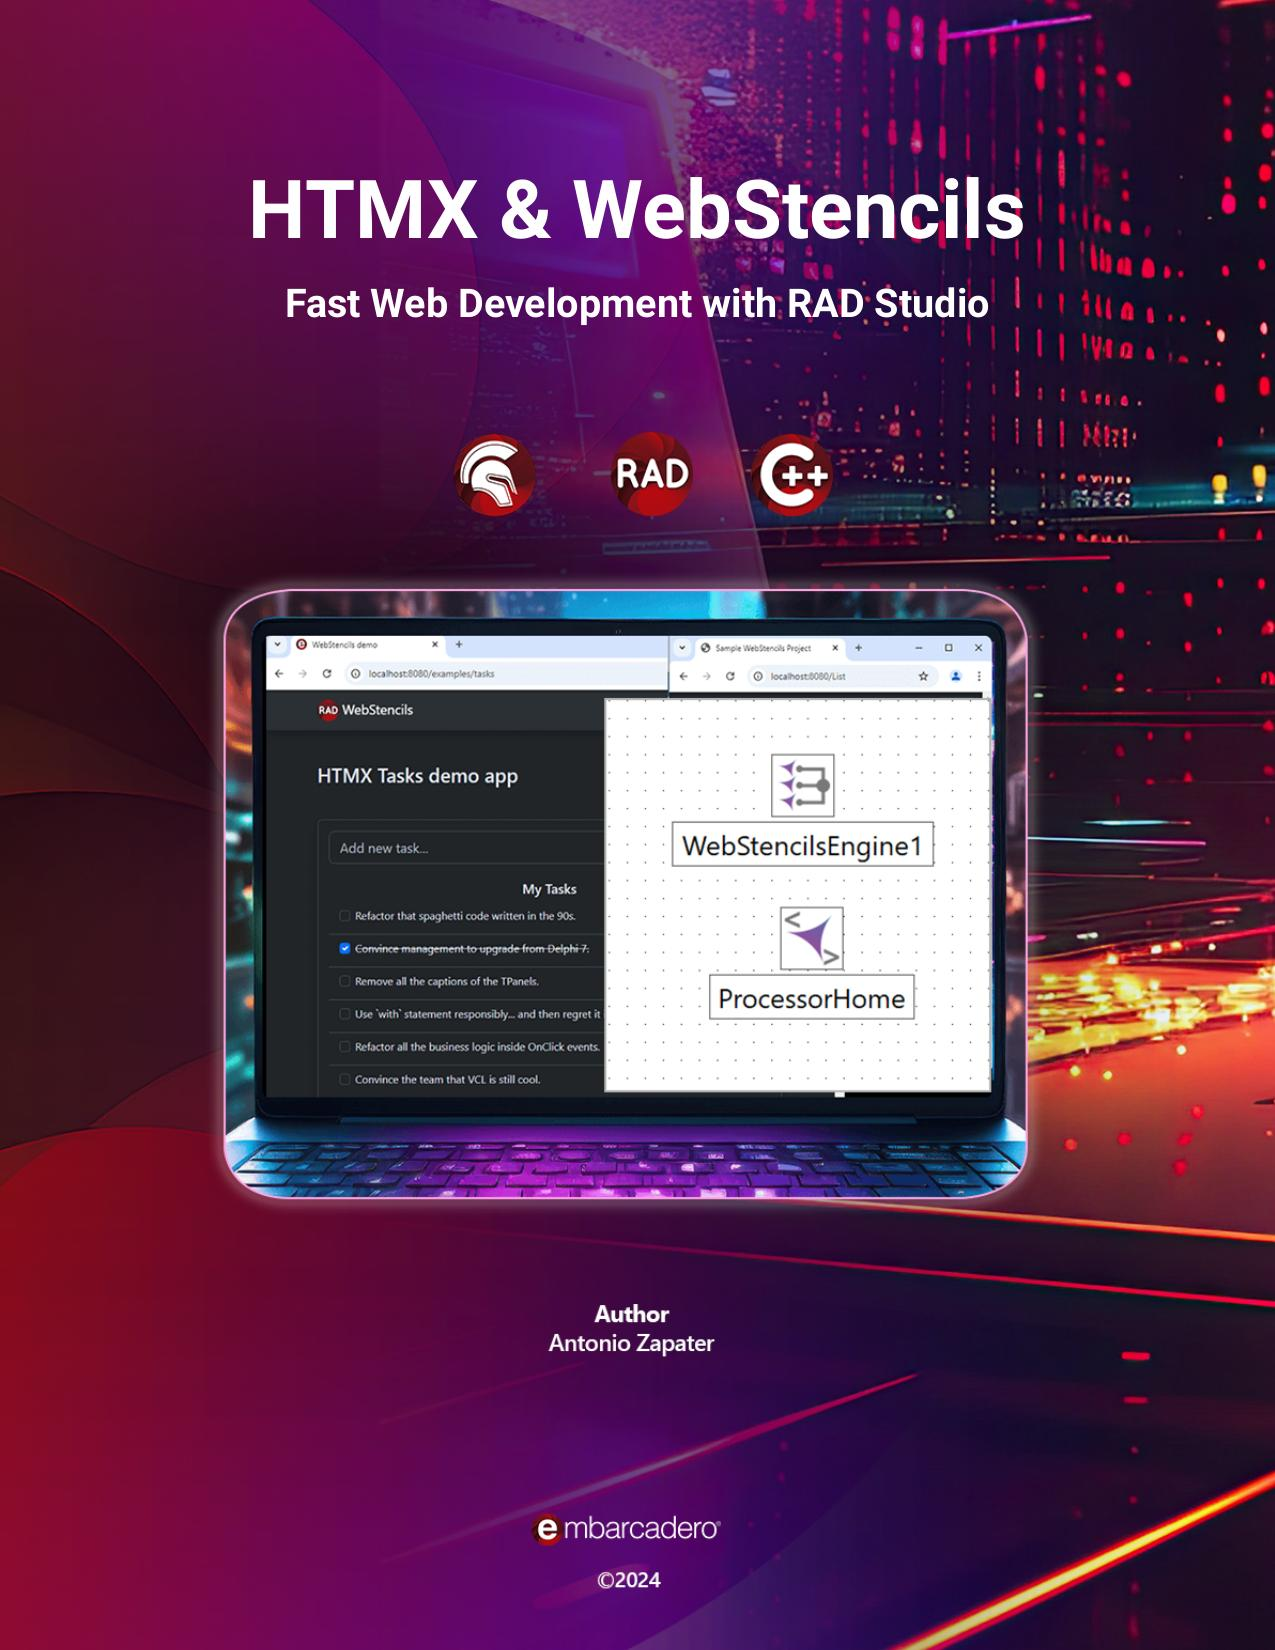 HTMX & WebStencils
Fast Web Development with RAD Studio
RAD
C++
WebStencils demo
localhost:8080/examples/tasks
Sample WebStencils Project
localhost:8080/List
RAD WebStencils
HTMX Tasks demo app
Add new task...
My Tasks
Refactor that spaghetti code written in the 90s.
Convince management to upgrade from Delphi 7.
Remove all the captions of the TPanels.
Use `with` statement responsibly... and then regret it
Refactor all the business logic inside OnClick events.
Convince the team that VCL is still cool.
WebStencilsEngine1
ProcessorHome
Author
Antonio Zapater
embarcadero®
©2024